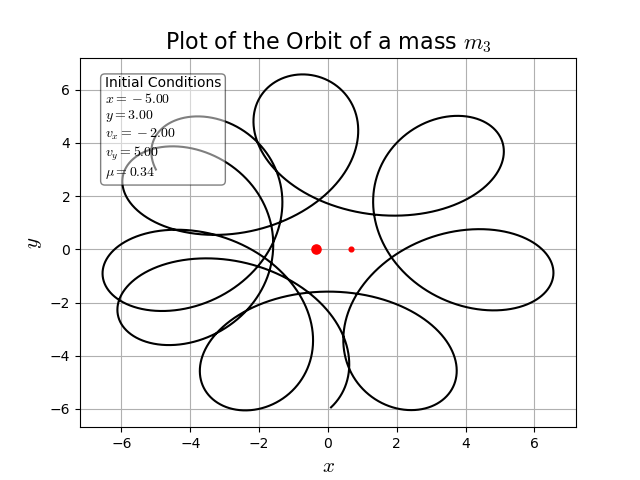 Plot of the Orbit of a mass m₃
Initial Conditions
x = −5.00
y = 3.00
vₓ = −2.00
v_y = 5.00
μ = 0.34
6
4
2
0
−2
−4
−6
y
−6 −4 −2 0 2 4 6
x